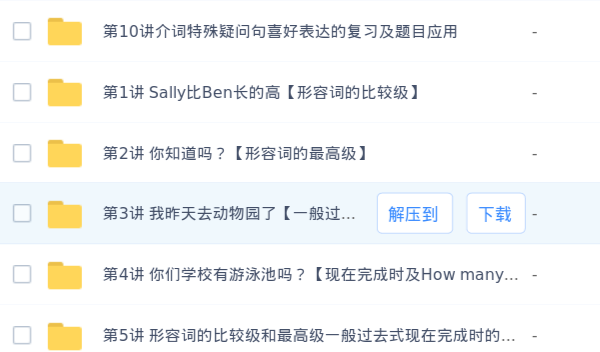 第10讲介词特殊疑问句喜好表达的复习及题目应用 -
第1讲 Sally比Ben长的高【形容词的比较级】 -
第2讲 你知道吗？【形容词的最高级】 -
第3讲 我昨天去动物园了【一般过... 解压到 下载 -
第4讲 你们学校有游泳池吗？【现在完成时及How many... -
第5讲 形容词的比较级和最高级一般过去式现在完成时的... -